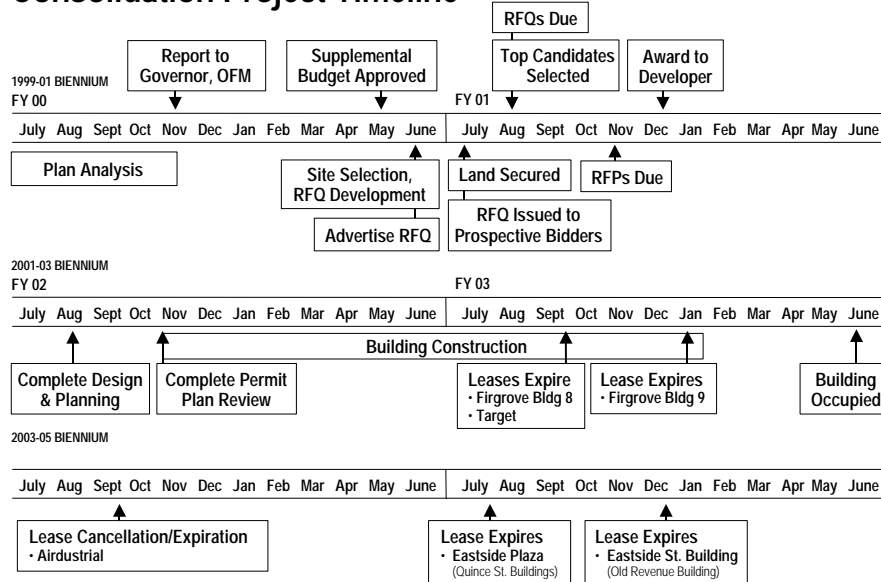 Consolidation Project Timeline
RFQs Due
Report to
Governor, OFM
Supplemental
Budget Approved
Top Candidates
Selected
Award to
Developer
1999-01 BIENNIUM
FY 00
FY 01
July Aug Sept Oct Nov Dec Jan Feb Mar Apr May June July Aug Sept Oct Nov Dec Jan Feb Mar Apr May June
Plan Analysis
Site Selection,
RFQ Development
Land Secured
RFPs Due
Advertise RFQ
RFQ Issued to
Prospective Bidders
2001-03 BIENNIUM
FY 02
FY 03
July Aug Sept Oct Nov Dec Jan Feb Mar Apr May June July Aug Sept Oct Nov Dec Jan Feb Mar Apr May June
Building Construction
Complete Design
& Planning
Complete Permit
Plan Review
Leases Expire
· Firgrove Bldg 8
· Target
Lease Expires
· Firgrove Bldg 9
Building
Occupied
2003-05 BIENNIUM
July Aug Sept Oct Nov Dec Jan Feb Mar Apr May June July Aug Sept Oct Nov Dec Jan Feb Mar Apr May June
Lease Cancellation/Expiration
· Airdustrial
Lease Expires
· Eastside Plaza
(Quince St. Buildings)
Lease Expires
· Eastside St. Building
(Old Revenue Building)